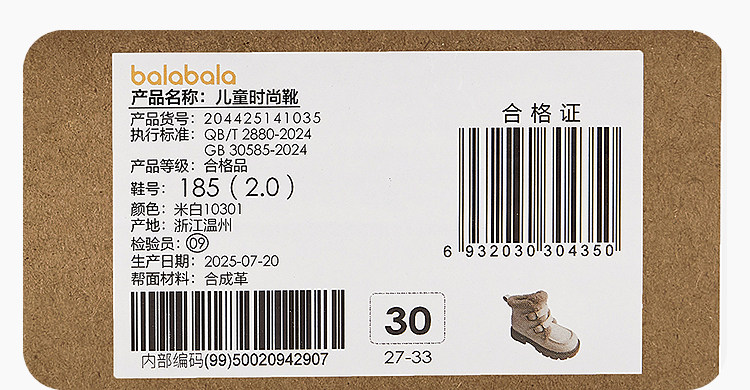 balabala
产品名称：儿童时尚靴
产品货号：204425141035
执行标准：QB/T 2880-2024
GB 30585-2024
产品等级：合格品
鞋号：185（2.0）
颜色：米白10301
产地：浙江温州
检验员：09
生产日期：2025-07-20
帮面材料：合成革
内部编码(99)50020942907
30
27-33
合格证
6 932030 304350